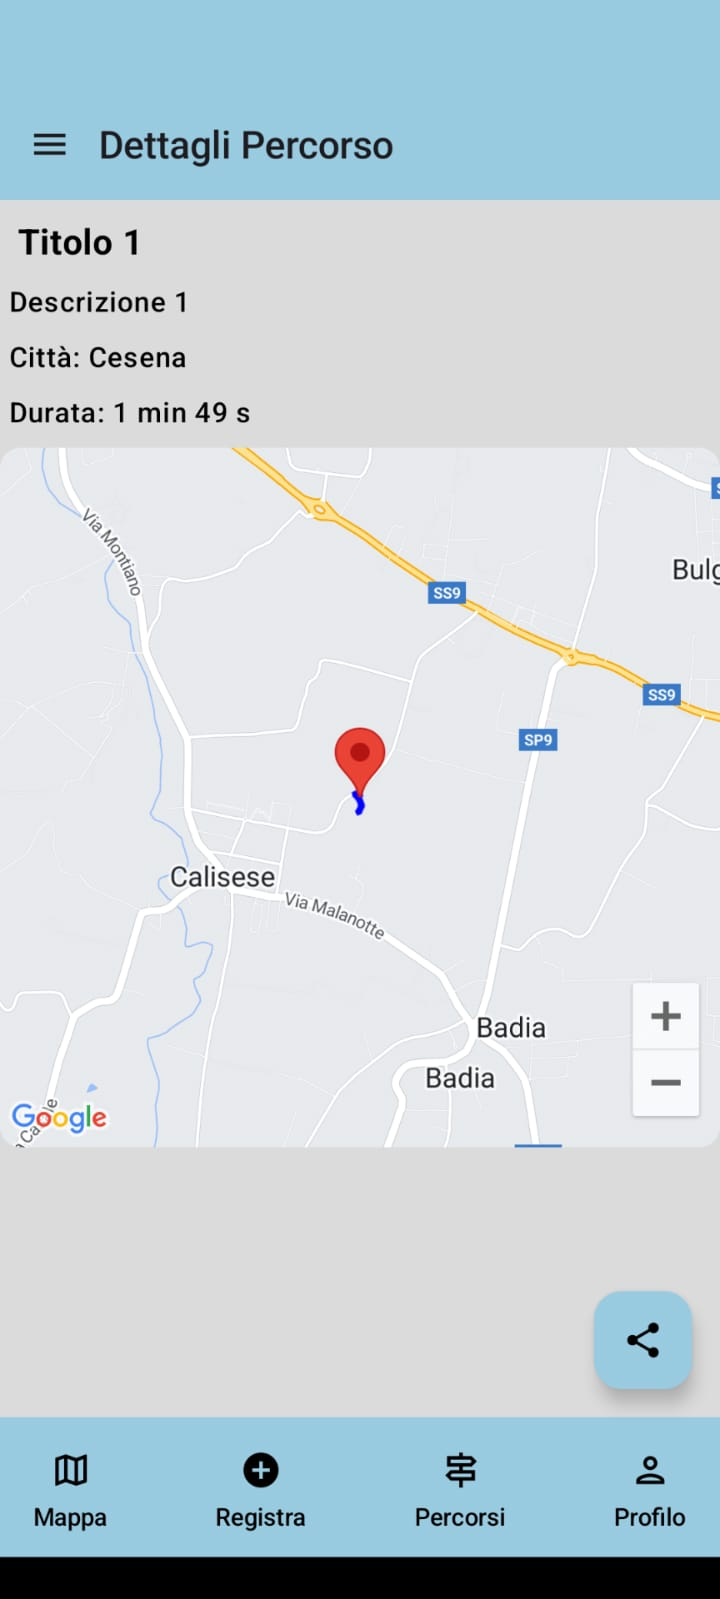 Dettagli Percorso
Titolo 1
Descrizione 1
Città: Cesena
Durata: 1 min 49 s
Via Montiano
Bulg
SS9
SS9
SP9
Calisese
Via Malanotte
Badia
Badia
Google
Mappa
Registra
Percorsi
Profilo